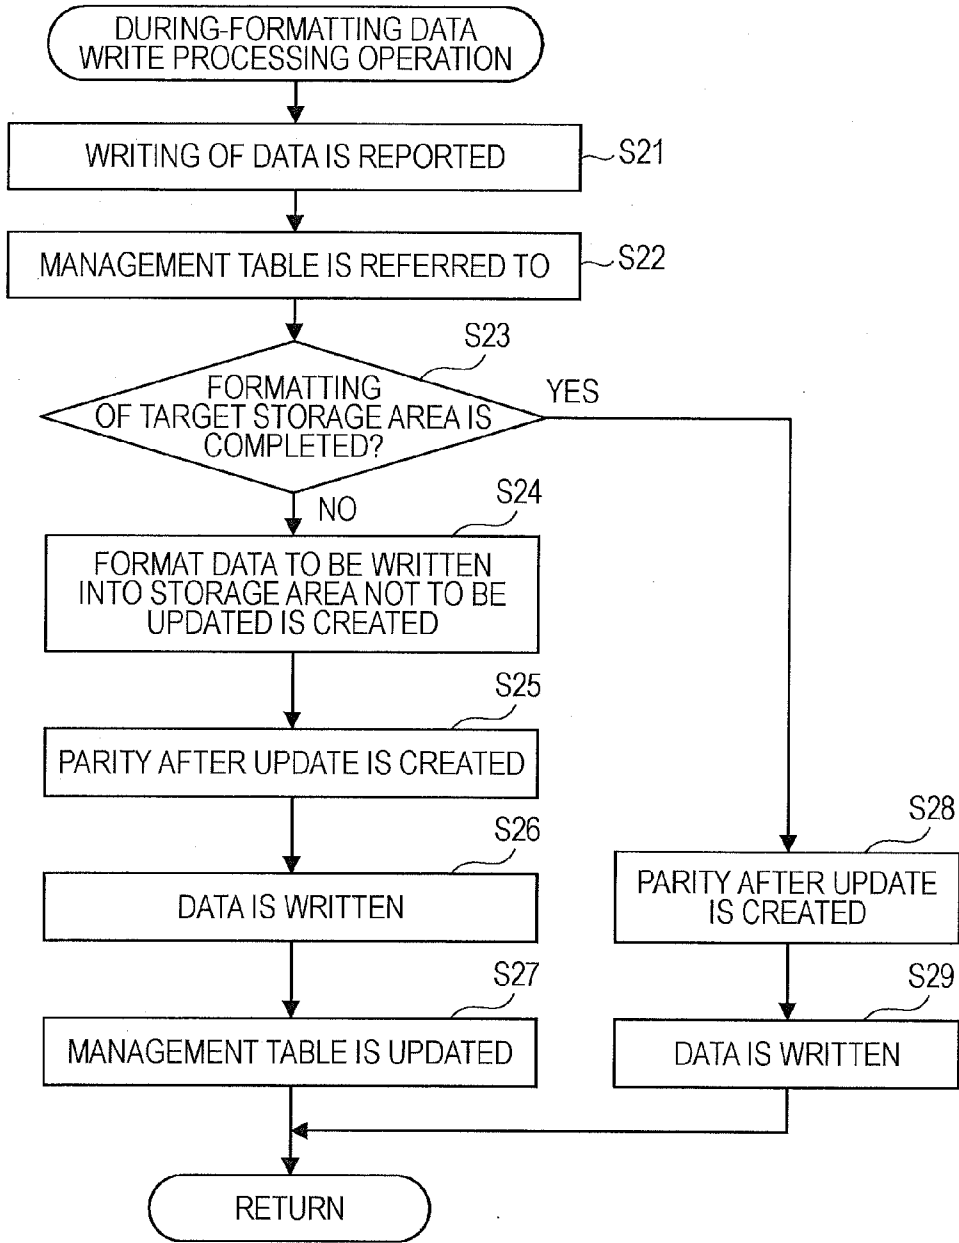 DURING-FORMATTING DATA
WRITE PROCESSING OPERATION
WRITING OF DATA IS REPORTED
S21
MANAGEMENT TABLE IS REFERRED TO
S22
S23
FORMATTING
OF TARGET STORAGE AREA IS
COMPLETED?
YES
NO
S24
FORMAT DATA TO BE WRITTEN
INTO STORAGE AREA NOT TO BE
UPDATED IS CREATED
S25
PARITY AFTER UPDATE IS CREATED
S26
DATA IS WRITTEN
S27
MANAGEMENT TABLE IS UPDATED
S28
PARITY AFTER UPDATE
IS CREATED
S29
DATA IS WRITTEN
RETURN